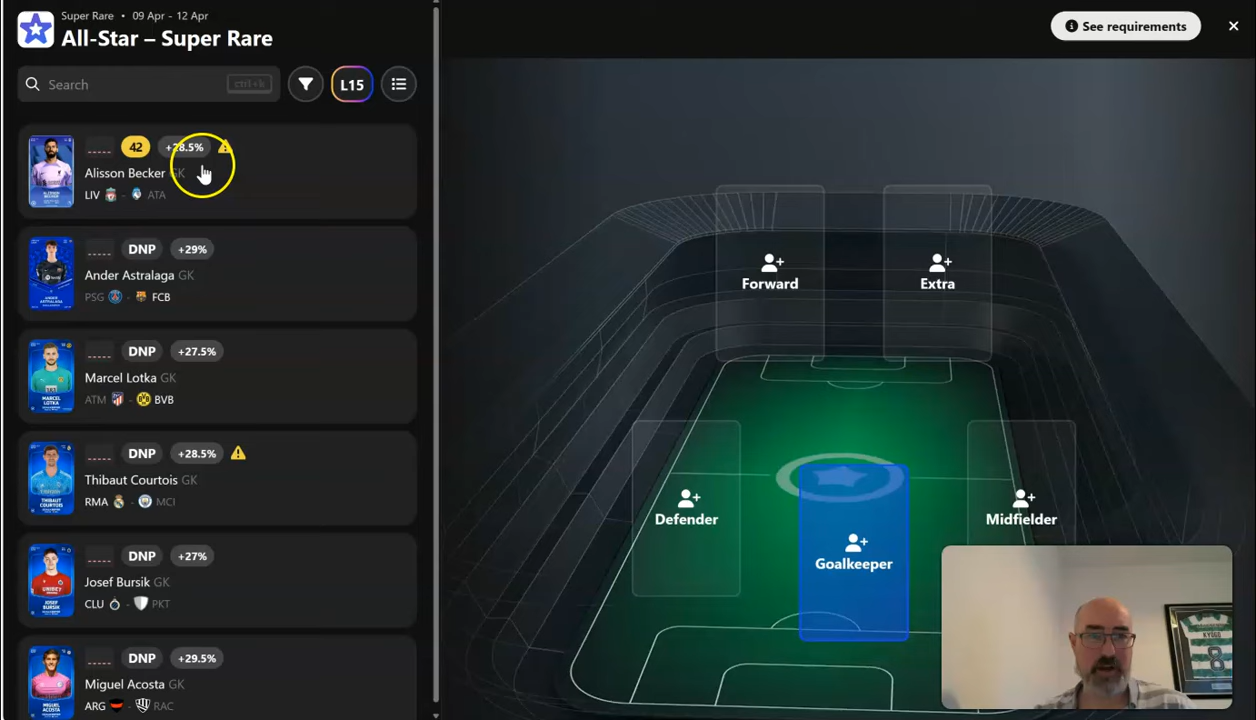 Super Rare • 09 Apr - 12 Apr
All-Star – Super Rare
See requirements
Search
ctrl+k
L15
42 +28.5%
Alisson Becker GK
LIV - ATA
DNP +29%
Ander Astralaga GK
PSG - FCB
DNP +27.5%
Marcel Lotka GK
ATM - BVB
DNP +28.5%
Thibaut Courtois GK
RMA - MCI
DNP +27%
Josef Bursik GK
CLU - PKT
DNP +29.5%
Miguel Acosta GK
ARG - RAC
Forward
Extra
Defender
Midfielder
Goalkeeper
KYOGO
8